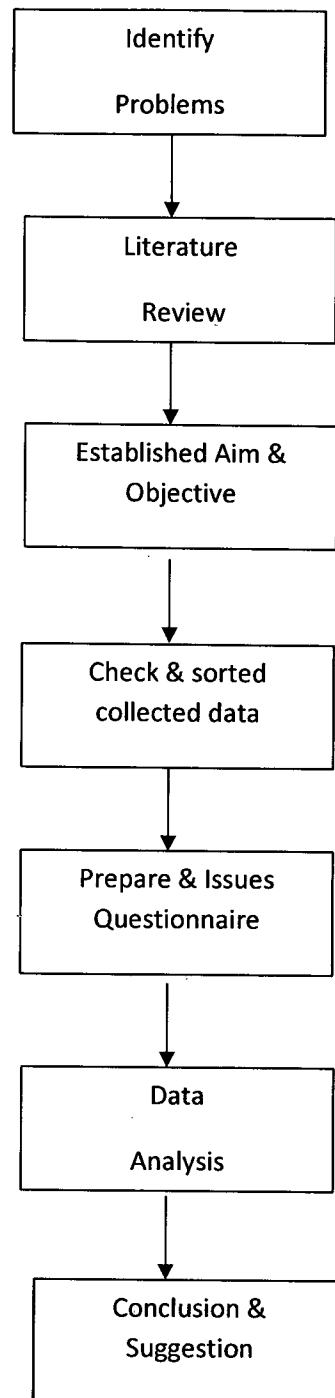 Identify
Problems
Literature
Review
Established Aim &
Objective
Check & sorted
collected data
Prepare & Issues
Questionnaire
Data
Analysis
Conclusion &
Suggestion